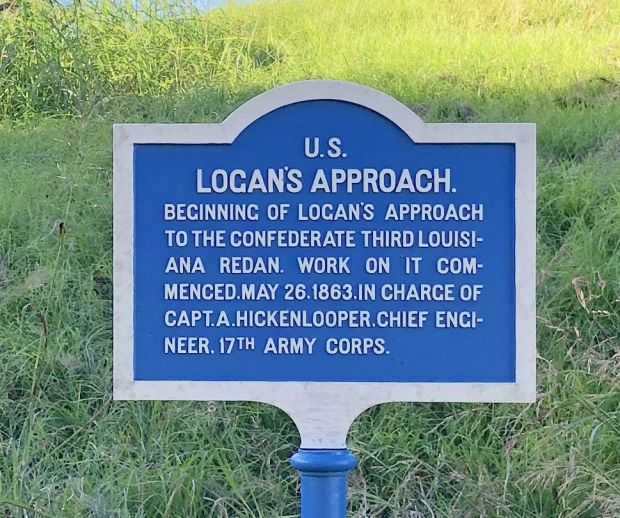 U.S.
LOGAN'S APPROACH.
BEGINNING OF LOGAN'S APPROACH
TO THE CONFEDERATE THIRD LOUISI-
ANA REDAN. WORK ON IT COM-
MENCED.MAY 26.1863.IN CHARGE OF
CAPT.A.HICKENLOOPER.CHIEF ENGI-
NEER. 17TH ARMY CORPS.